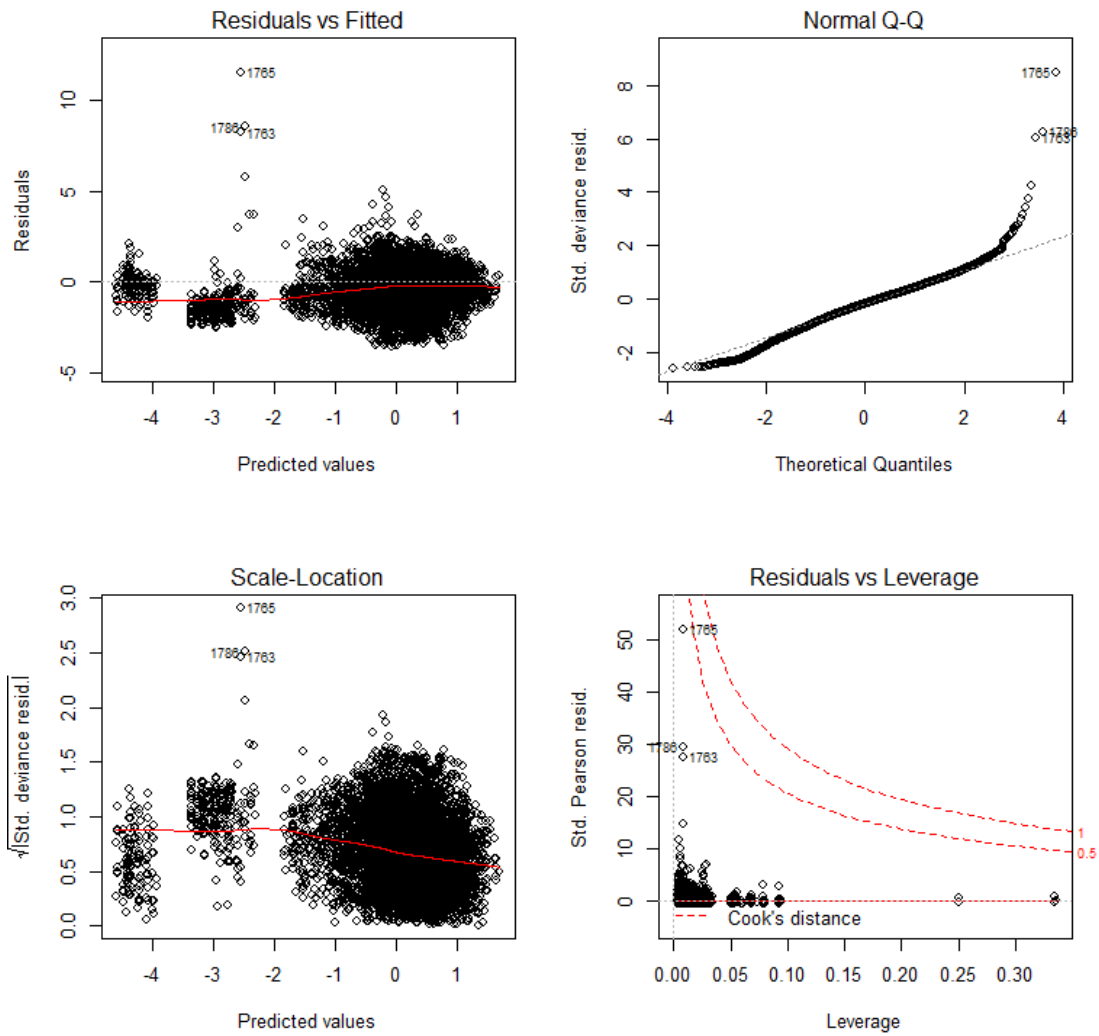 Residuals vs Fitted
Residuals
10
5
0
-5
1765
1786
1763
-4 -3 -2 -1 0 1
Predicted values
Normal Q-Q
Std. deviance resid.
8
6
4
2
0
-2
1765
1786
1763
-4 -2 0 2 4
Theoretical Quantiles
Scale-Location
√|Std. deviance resid.|
3.0
2.5
2.0
1.5
1.0
0.5
0.0
1765
1786
1763
-4 -3 -2 -1 0 1
Predicted values
Residuals vs Leverage
Std. Pearson resid.
50
40
30
20
10
0
1765
1786
1763
1
0.5
Cook's distance
0.00 0.05 0.10 0.15 0.20 0.25 0.30
Leverage